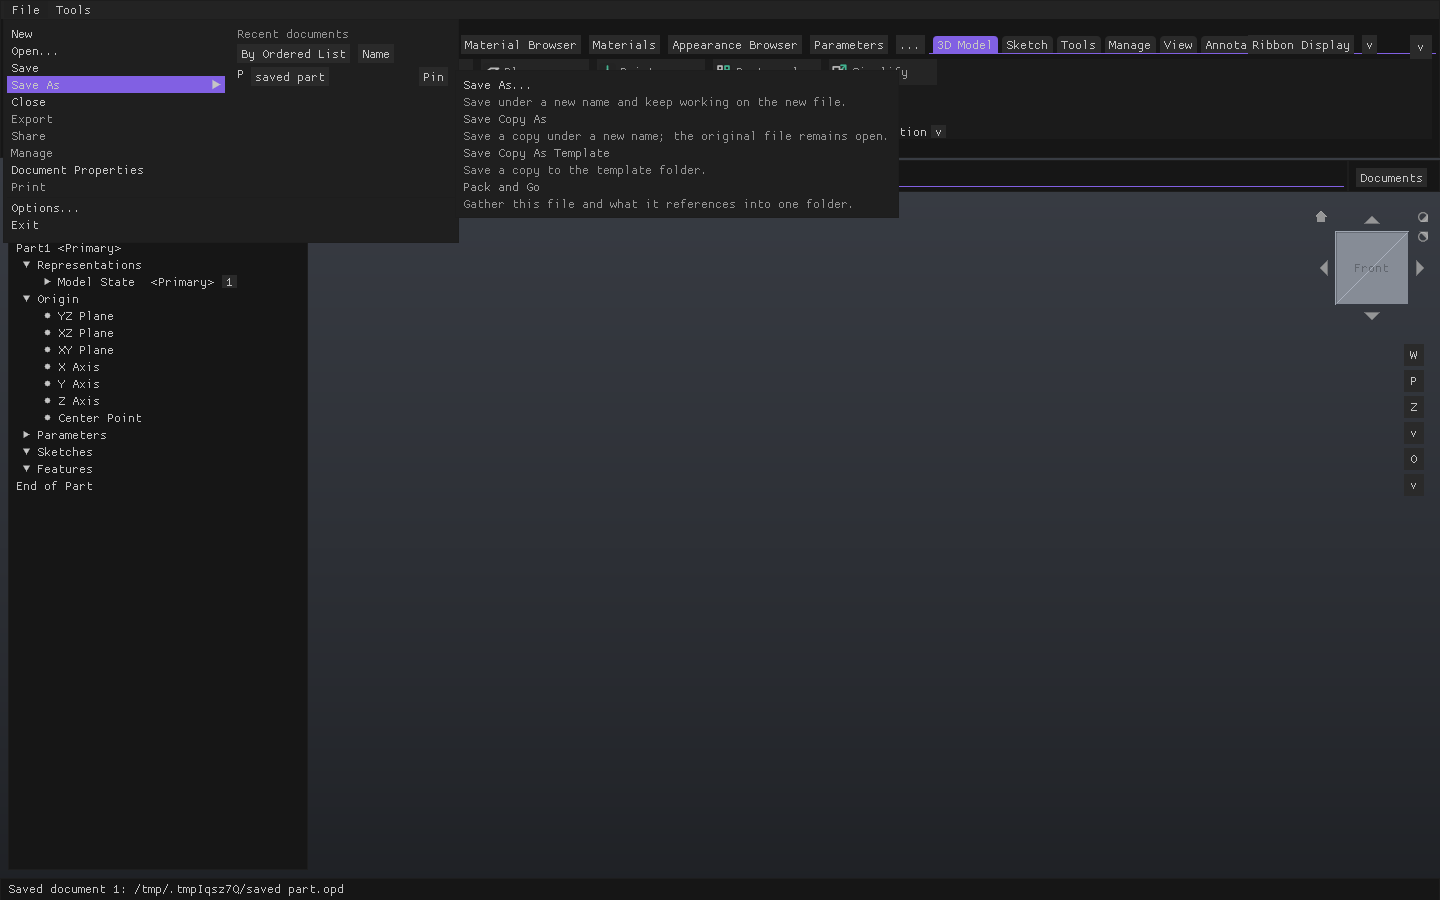 File Tools
New
Open...
Save
Save As
Close
Export
Share
Manage
Document Properties
Print
Options...
Exit
Recent documents
By Ordered List Name
P saved part Pin
Save As...
Save under a new name and keep working on the new file.
Save Copy As
Save a copy under a new name; the original file remains open.
Save Copy As Template
Save a copy to the template folder.
Pack and Go
Gather this file and what it references into one folder.
Material Browser Materials Appearance Browser Parameters ... 3D Model Sketch Tools Manage View Annota Ribbon Display v v
tion v
Documents
Front
W
P
Z
v
O
v
Part1 <Primary>
Representations
Model State <Primary> 1
Origin
YZ Plane
XZ Plane
XY Plane
X Axis
Y Axis
Z Axis
Center Point
Parameters
Sketches
Features
End of Part
Saved document 1: /tmp/.tmpIqsz7Q/saved part.opd